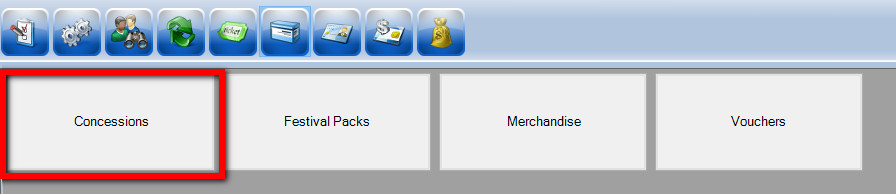 Concessions
Festival Packs
Merchandise
Vouchers